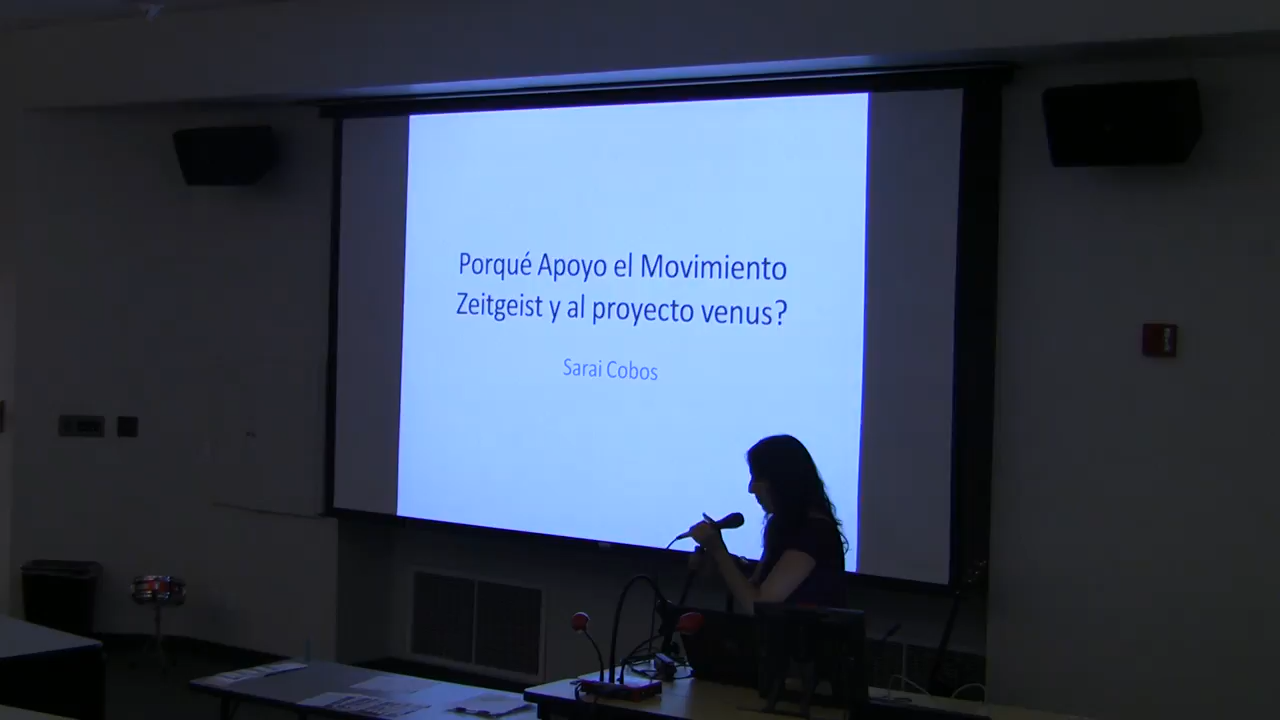 Porqué Apoyo el Movimiento
Zeitgeist y al proyecto venus?
Sarai Cobos